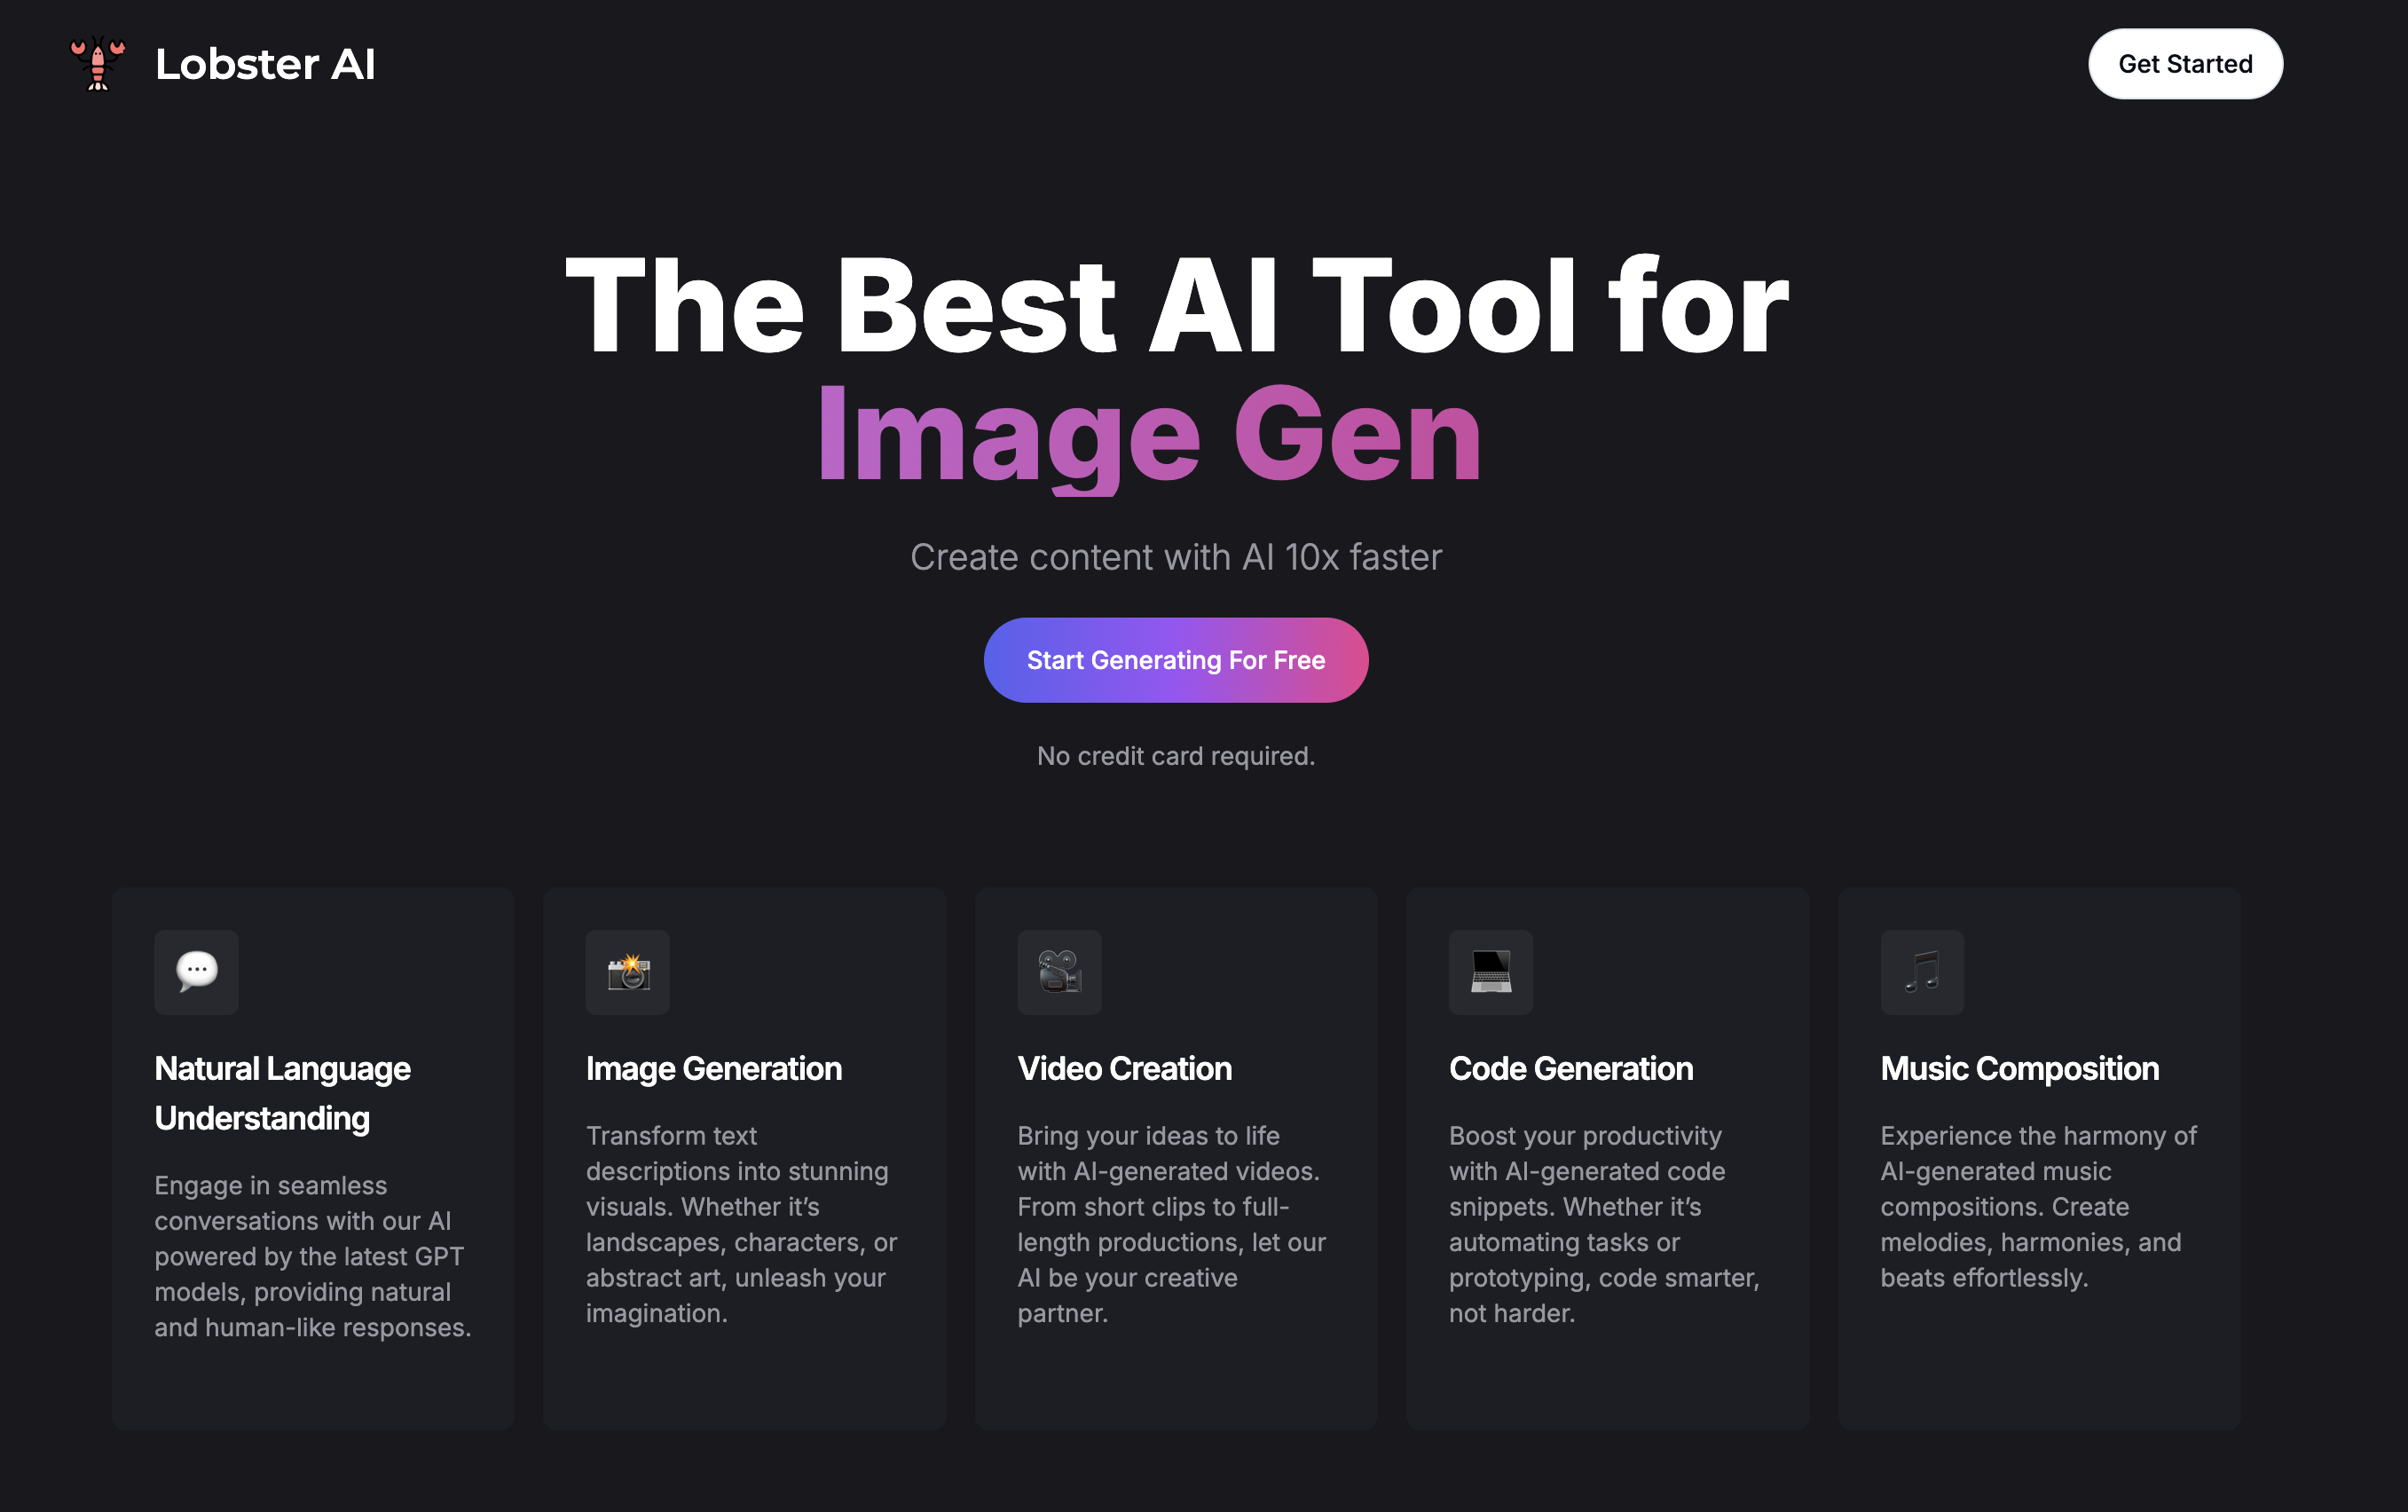 Lobster AI
Get Started
The Best AI Tool for
Image Gen
Create content with AI 10x faster
Start Generating For Free
No credit card required.
Natural Language
Understanding
Engage in seamless
conversations with our AI
powered by the latest GPT
models, providing natural
and human-like responses.
Image Generation
Transform text
descriptions into stunning
visuals. Whether it’s
landscapes, characters, or
abstract art, unleash your
imagination.
Video Creation
Bring your ideas to life
with AI-generated videos.
From short clips to full-
length productions, let our
AI be your creative
partner.
Code Generation
Boost your productivity
with AI-generated code
snippets. Whether it’s
automating tasks or
prototyping, code smarter,
not harder.
Music Composition
Experience the harmony of
AI-generated music
compositions. Create
melodies, harmonies, and
beats effortlessly.